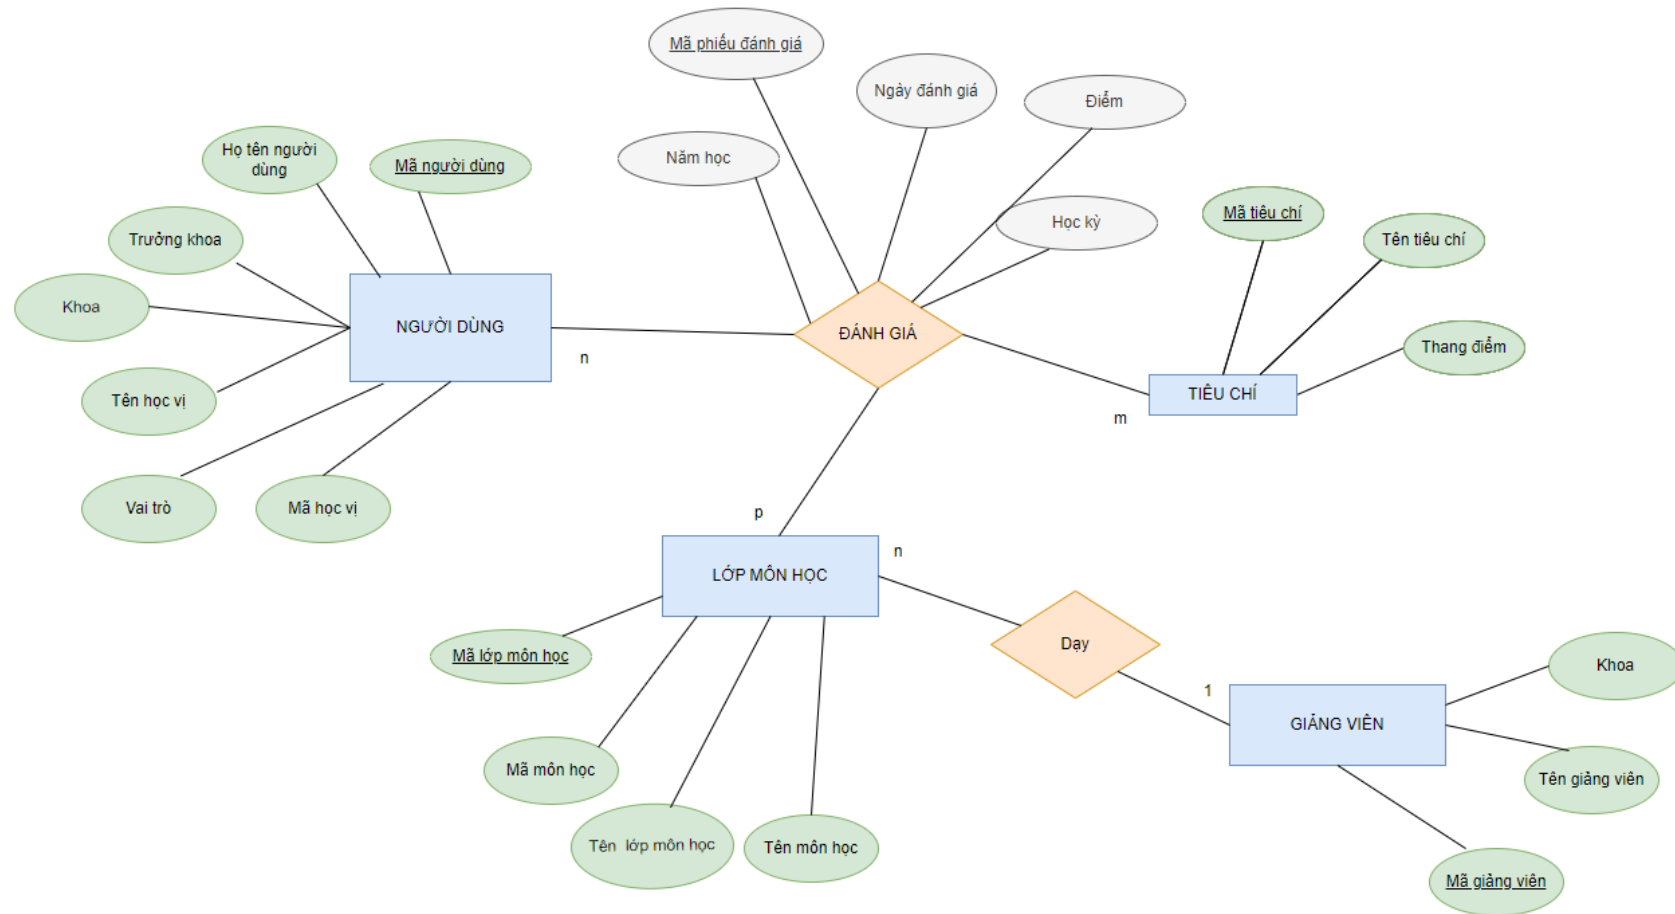 Mã phiếu đánh giá
Ngày đánh giá
Điểm
Năm học
Học kỳ
Họ tên người
dùng
Mã người dùng
Trưởng khoa
Khoa
NGƯỜI DÙNG
Tên học vị
Vai trò
Mã học vị
n
ĐÁNH GIÁ
Mã tiêu chí
Tên tiêu chí
Thang điểm
TIÊU CHÍ
m
p
LỚP MÔN HỌC
n
Mã lớp môn học
Mã môn học
Tên  lớp môn học
Tên môn học
Dạy
1
GIẢNG VIÊN
Khoa
Tên giảng viên
Mã giảng viên